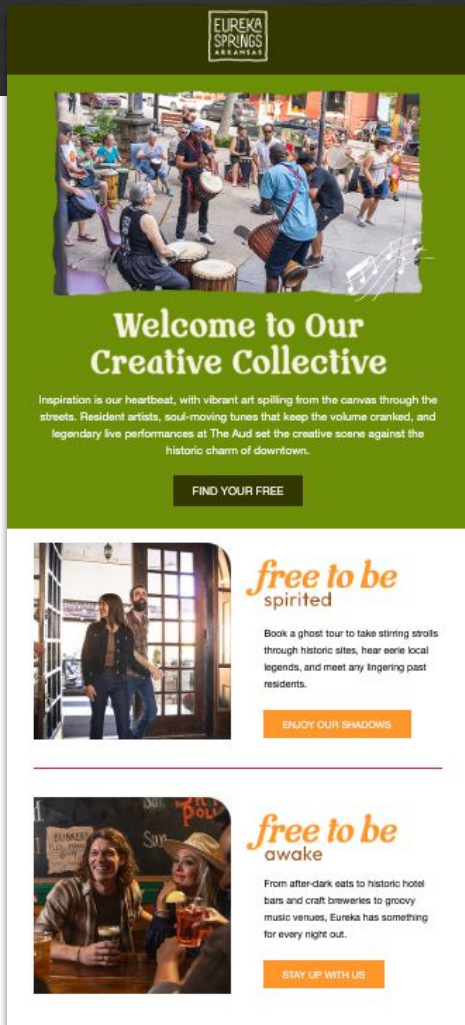 EUREKA
SPRINGS
ARKANSAS
Welcome to Our
Creative Collective
Inspiration is our heartbeat, with vibrant art spilling from the canvas through the
streets. Resident artists, soul-moving tunes that keep the volume cranked, and
legendary live performances at The Aud set the creative scene against the
historic charm of downtown.
FIND YOUR FREE
free to be
spirited
Book a ghost tour to take stirring strolls
through historic sites, hear eerie local
legends, and meet any lingering past
residents.
ENJOY OUR SHADOWS
free to be
awake
From after-dark eats to historic hotel
bars and craft breweries to groovy
music venues, Eureka has something
for every night out.
STAY UP WITH US